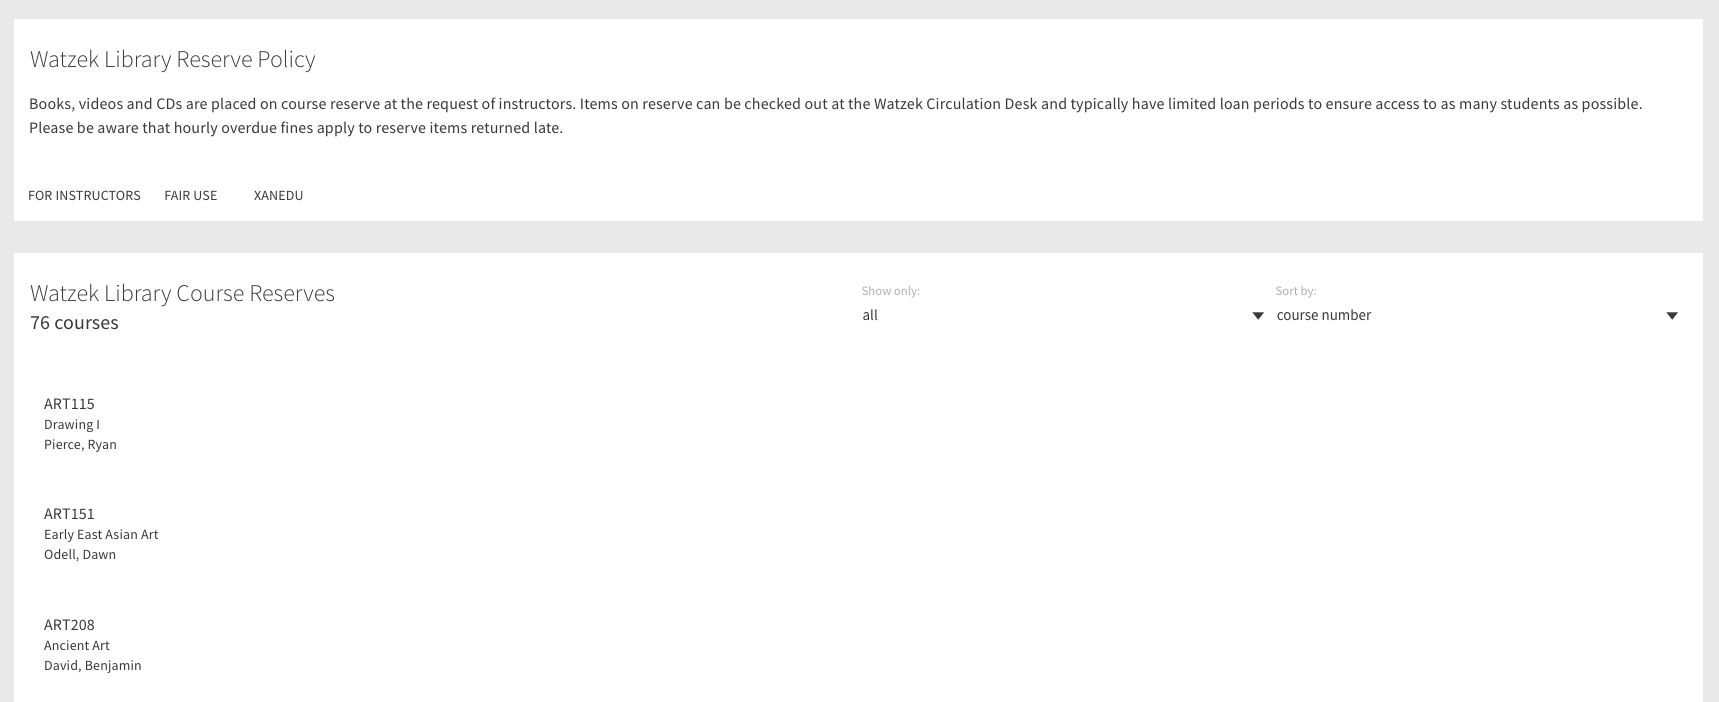 Watzek Library Reserve Policy
Books, videos and CDs are placed on course reserve at the request of instructors. Items on reserve can be checked out at the Watzek Circulation Desk and typically have limited loan periods to ensure access to as many students as possible.
Please be aware that hourly overdue fines apply to reserve items returned late.
FOR INSTRUCTORS FAIR USE XANEDU
Watzek Library Course Reserves
76 courses
Show only:
all
Sort by:
course number
ART115
Drawing I
Pierce, Ryan
ART151
Early East Asian Art
Odell, Dawn
ART208
Ancient Art
David, Benjamin